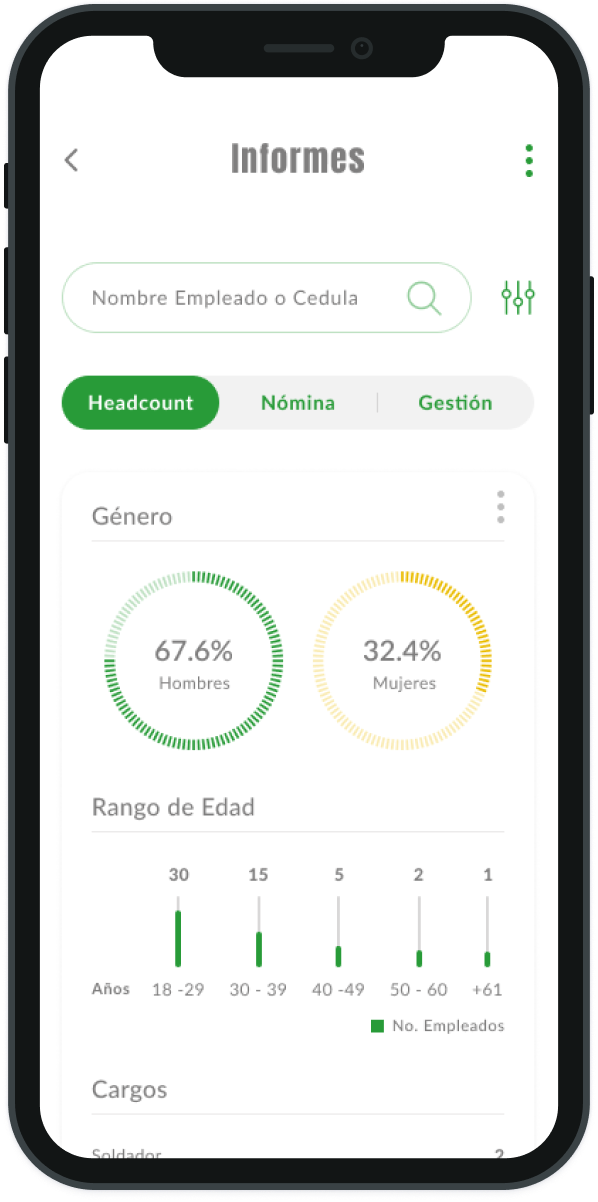 Informes
Nombre Empleado o Cedula
Headcount Nómina Gestión
Género
67.6% 32.4%
Hombres Mujeres
Rango de Edad
30 15 5 2 1
Años 18 -29 30 - 39 40 -49 50 - 60 +61
No. Empleados
Cargos
Soldador 2